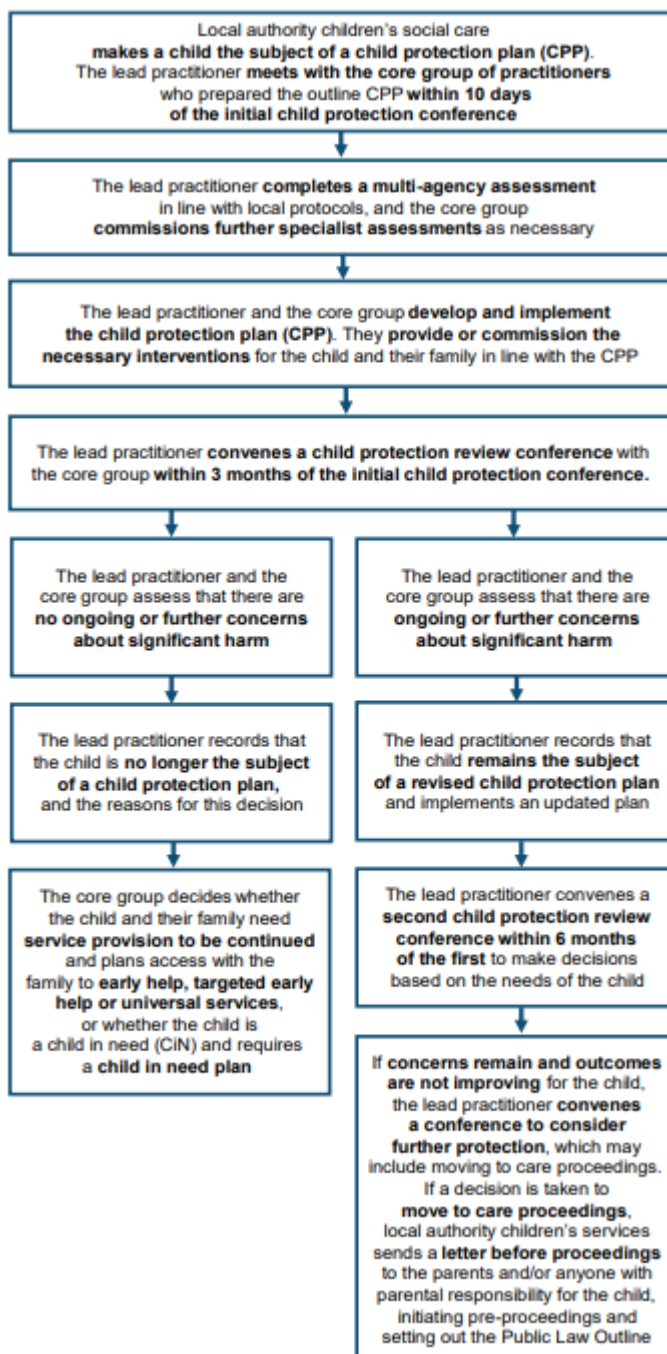 Local authority children's social care
makes a child the subject of a child protection plan (CPP).
The lead practitioner meets with the core group of practitioners
who prepared the outline CPP within 10 days
of the initial child protection conference
The lead practitioner completes a multi-agency assessment
in line with local protocols, and the core group
commissions further specialist assessments as necessary
The lead practitioner and the core group develop and implement
the child protection plan (CPP). They provide or commission the
necessary interventions for the child and their family in line with the CPP
The lead practitioner convenes a child protection review conference with
the core group within 3 months of the initial child protection conference.
The lead practitioner and the
core group assess that there are
no ongoing or further concerns
about significant harm
The lead practitioner records that
the child is no longer the subject
of a child protection plan,
and the reasons for this decision
The core group decides whether
the child and their family need
service provision to be continued
and plans access with the
family to early help, targeted early
help or universal services,
or whether the child is
a child in need (CiN) and requires
a child in need plan
The lead practitioner and the
core group assess that there are
ongoing or further concerns
about significant harm
The lead practitioner records that
the child remains the subject
of a revised child protection plan
and implements an updated plan
The lead practitioner convenes a
second child protection review
conference within 6 months
of the first to make decisions
based on the needs of the child
If concerns remain and outcomes
are not improving for the child,
the lead practitioner convenes
a conference to consider
further protection, which may
include moving to care proceedings.
If a decision is taken to
move to care proceedings,
local authority children's services
sends a letter before proceedings
to the parents and/or anyone with
parental responsibility for the child,
initiating pre-proceedings and
setting out the Public Law Outline